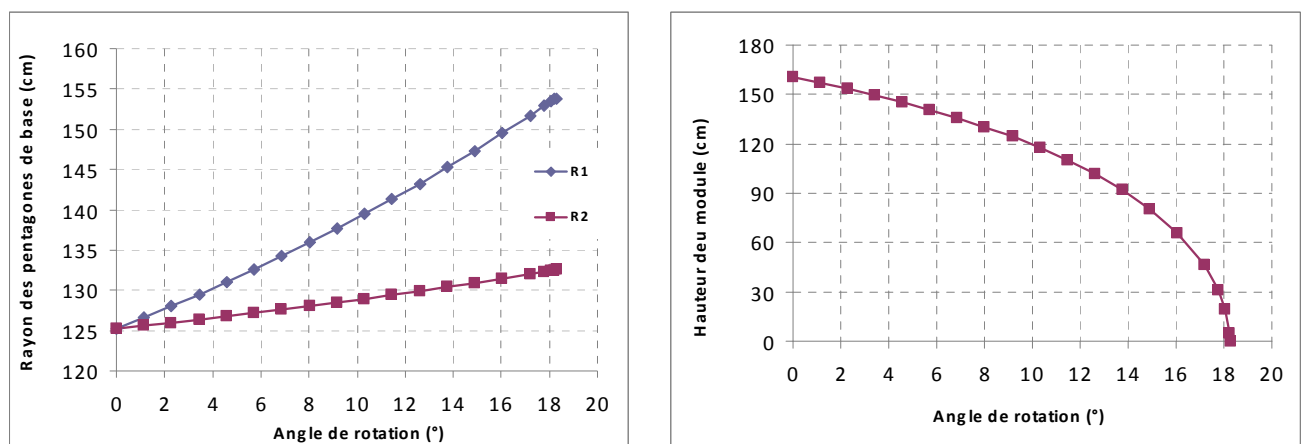 Rayon des pentagones de base (cm)
160
155
150
145
140
135
130
125
120
0 2 4 6 8 10 12 14 16 18 20
Angle de rotation (°)
R1
R2
Hauteur deu module (cm)
180
150
120
90
60
30
0
0 2 4 6 8 10 12 14 16 18 20
Angle de rotation (°)